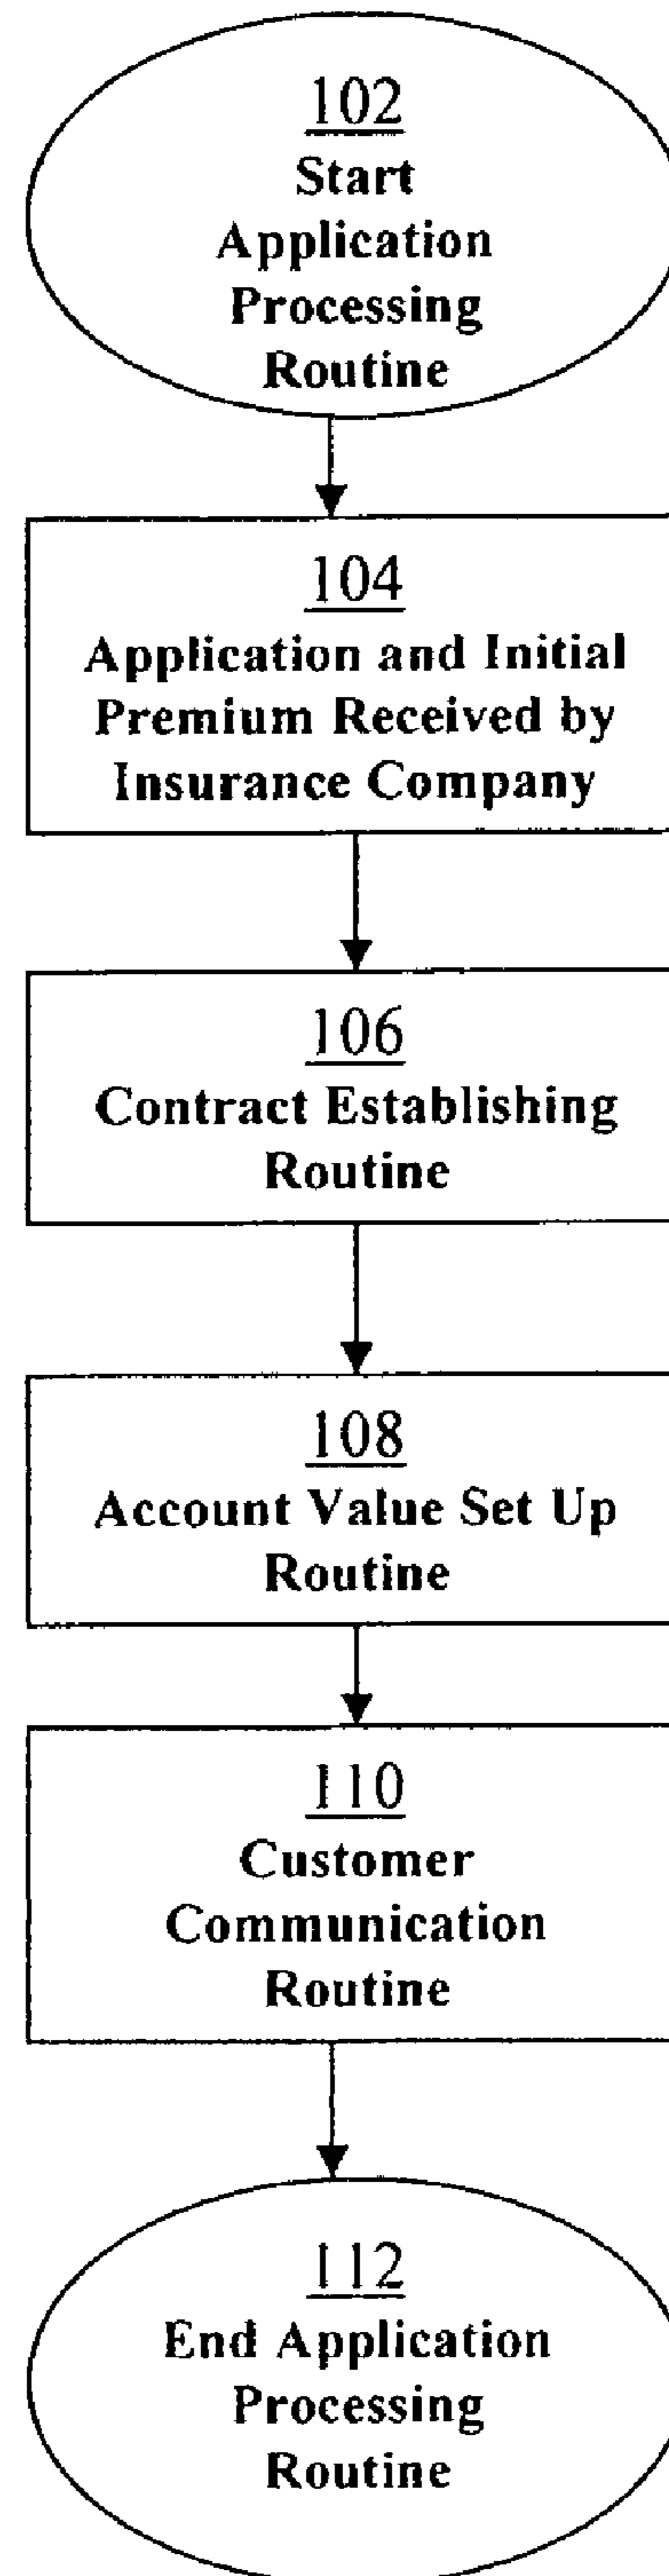 102
Start
Application
Processing
Routine
104
Application and Initial
Premium Received by
Insurance Company
106
Contract Establishing
Routine
108
Account Value Set Up
Routine
110
Customer
Communication
Routine
112
End Application
Processing
Routine